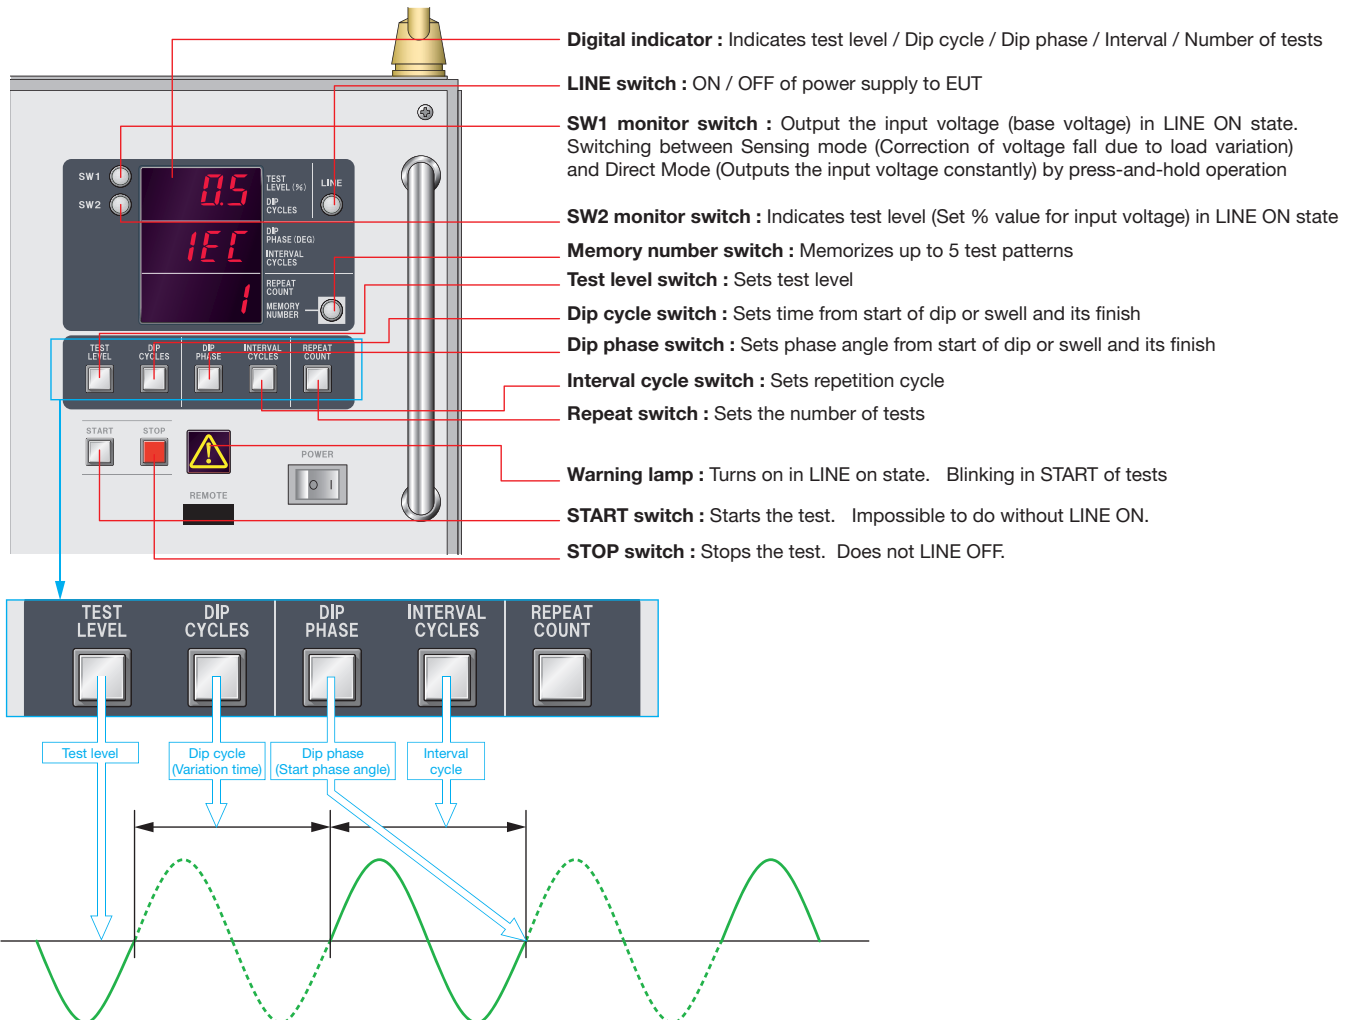 Digital indicator : Indicates test level / Dip cycle / Dip phase / Interval / Number of tests
LINE switch : ON / OFF of power supply to EUT
SW1 monitor switch : Output the input voltage (base voltage) in LINE ON state.
Switching between Sensing mode (Correction of voltage fall due to load variation)
and Direct Mode (Outputs the input voltage constantly) by press-and-hold operation
SW2 monitor switch : Indicates test level (Set % value for input voltage) in LINE ON state
Memory number switch : Memorizes up to 5 test patterns
Test level switch : Sets test level
Dip cycle switch : Sets time from start of dip or swell and its finish
Dip phase switch : Sets phase angle from start of dip or swell and its finish
Interval cycle switch : Sets repetition cycle
Repeat switch : Sets the number of tests
Warning lamp : Turns on in LINE on state. Blinking in START of tests
START switch : Starts the test. Impossible to do without LINE ON.
STOP switch : Stops the test. Does not LINE OFF.
SW1
SW2
0.5
IEC
1
TEST
LEVEL (%)
DIP
CYCLES
LINE
DIP
PHASE (DEG)
INTERVAL
CYCLES
REPEAT
COUNT
MEMORY
NUMBER
TEST
LEVEL
DIP
CYCLES
DIP
PHASE
INTERVAL
CYCLES
REPEAT
COUNT
START
STOP
POWER
REMOTE
TEST
LEVEL
DIP
CYCLES
DIP
PHASE
INTERVAL
CYCLES
REPEAT
COUNT
Test level
Dip cycle
(Variation time)
Dip phase
(Start phase angle)
Interval
cycle